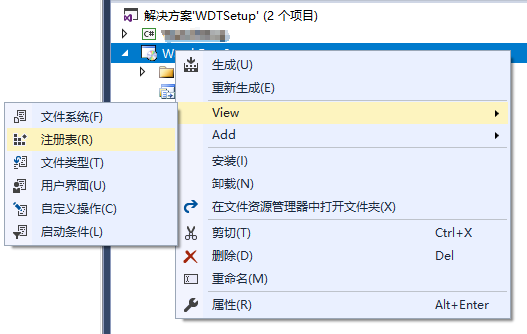 解决方案'WDTSetup' (2 个项目)
C#
生成(U)
重新生成(E)
View
Add
安装(I)
卸载(N)
在文件资源管理器中打开文件夹(X)
剪切(T) Ctrl+X
删除(D) Del
重命名(M)
属性(R) Alt+Enter
文件系统(F)
注册表(R)
文件类型(T)
用户界面(U)
自定义操作(C)
启动条件(L)